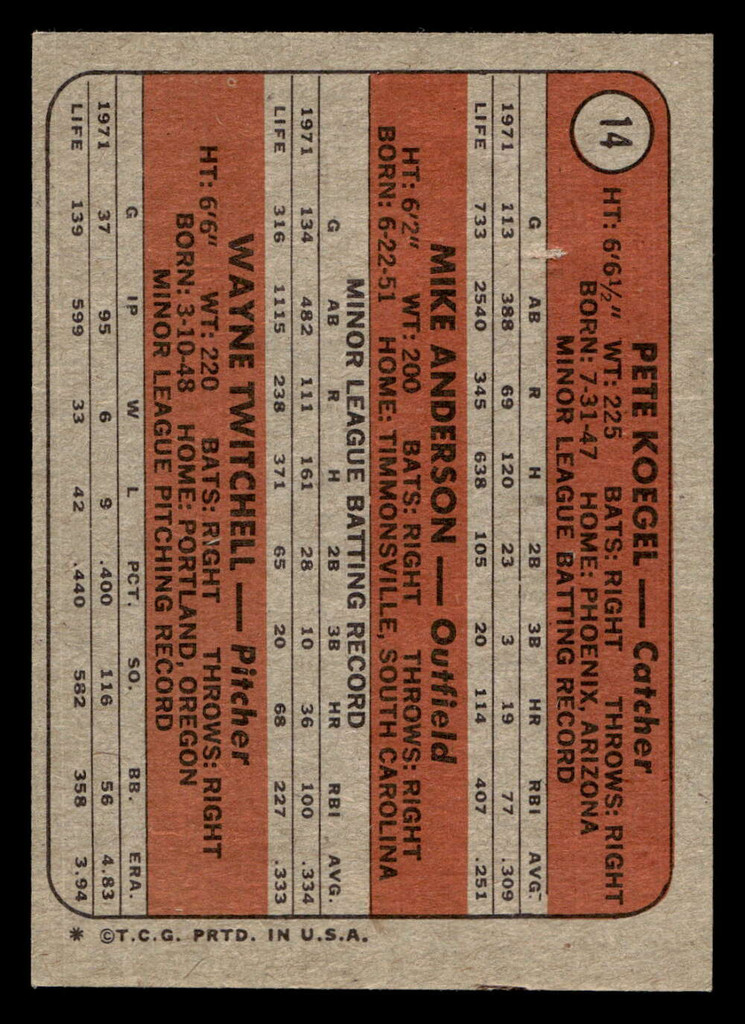 14
PETE KOEGEL — Catcher
HT: 6'6½" WT: 225 BATS: RIGHT THROWS: RIGHT
BORN: 7-31-47 HOME: PHOENIX, ARIZONA
MINOR LEAGUE BATTING RECORD
G AB R H 2B 3B HR RBI AVG.
1971 113 388 69 120 23 3 19 77 .309
LIFE 733 2540 345 638 105 20 114 407 .251
MIKE ANDERSON — Outfield
HT: 6'2" WT: 200 BATS: RIGHT THROWS: RIGHT
BORN: 6-22-51 HOME: TIMMONSVILLE, SOUTH CAROLINA
MINOR LEAGUE BATTING RECORD
G AB R H 2B 3B HR RBI AVG.
1971 134 482 111 161 28 10 36 100 .334
LIFE 316 1115 238 371 65 20 68 227 .333
WAYNE TWITCHELL — Pitcher
HT: 6'6" WT: 220 BATS: RIGHT THROWS: RIGHT
BORN: 3-10-48 HOME: PORTLAND, OREGON
MINOR LEAGUE PITCHING RECORD
G IP W L PCT. SO. BB. ERA.
1971 37 95 6 9 .400 116 56 4.83
LIFE 139 599 33 42 .440 582 358 3.94
* ©T.C.G. PRTD. IN U.S.A.